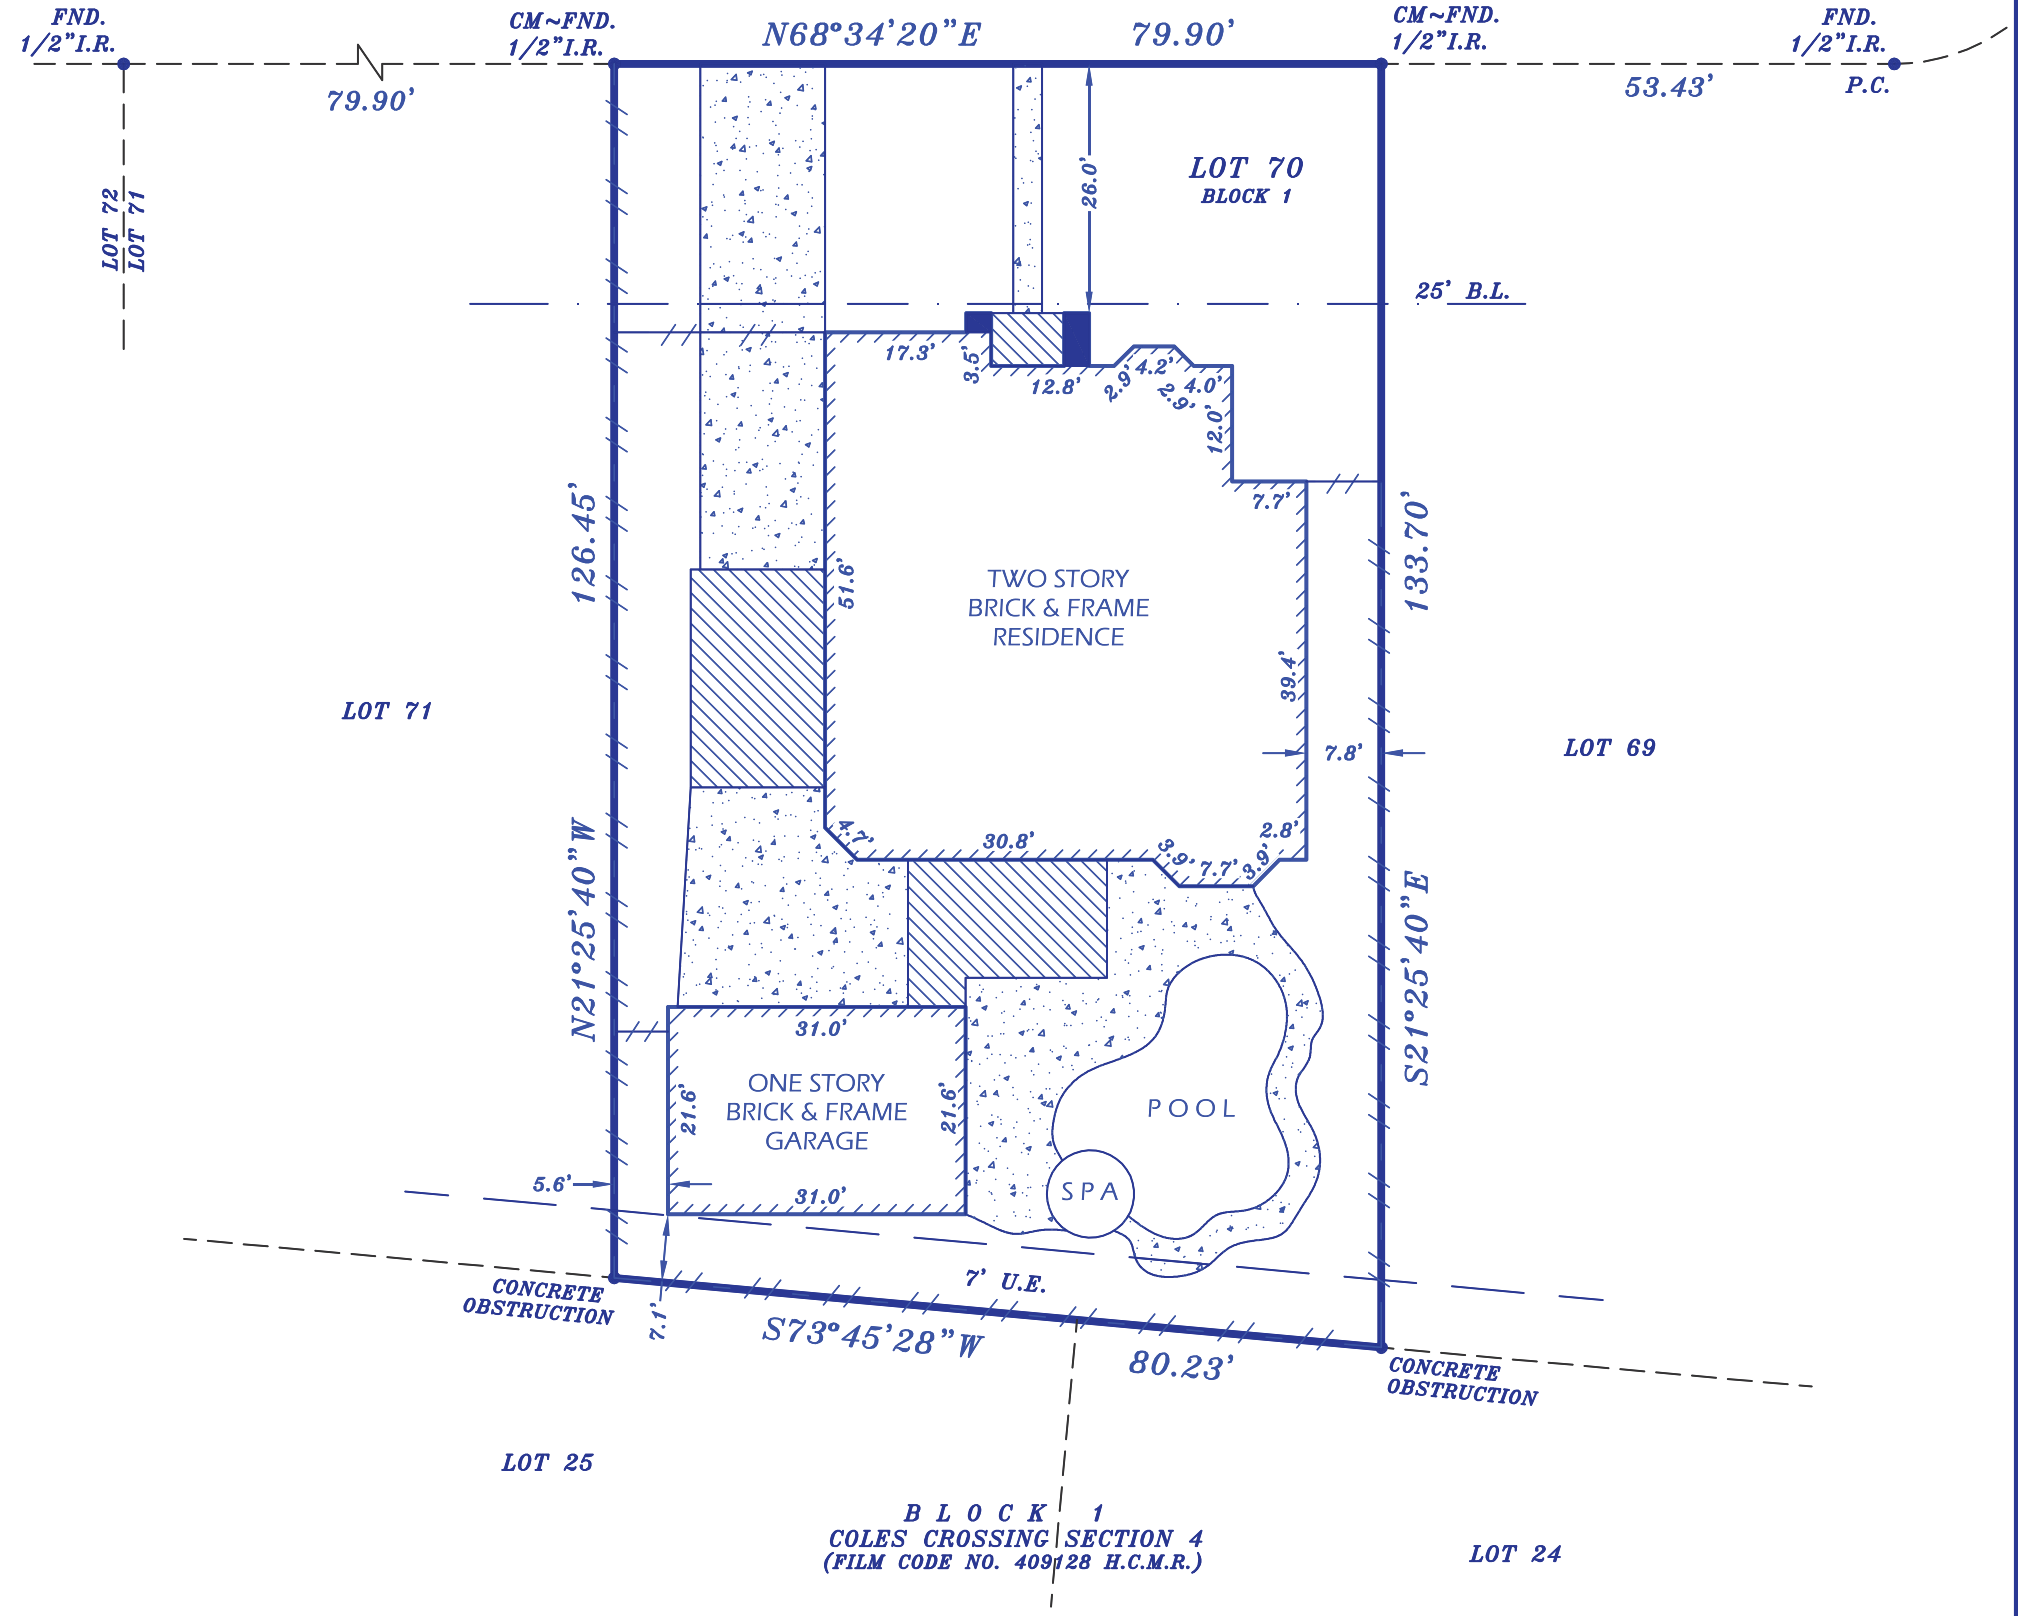 FND.
1/2"I.R.
CM~FND.
1/2"I.R.
N68°34'20"E 79.90'
CM~FND.
1/2"I.R.
FND.
1/2"I.R.
P.C.
79.90'
53.43'
LOT 72
LOT 71
26.0'
LOT 70
BLOCK 1
25' B.L.
17.3'
3.5'
12.8'
2.9'
4.2'
2.9'
4.0'
12.0'
7.7'
126.45'
133.70'
51.6'
TWO STORY
BRICK & FRAME
RESIDENCE
39.4'
LOT 71
7.8'
LOT 69
4.7'
30.8'
3.9'
7.7'
3.9'
2.8'
N21°25'40"W
S21°25'40"E
31.0'
21.6'
ONE STORY
BRICK & FRAME
GARAGE
21.6'
31.0'
POOL
SPA
5.6'
7.1'
7' U.E.
CONCRETE
OBSTRUCTION
S73°45'28"W 80.23'
CONCRETE
OBSTRUCTION
LOT 25
BLOCK 1
COLES CROSSING SECTION 4
(FILM CODE NO. 409128 H.C.M.R.)
LOT 24